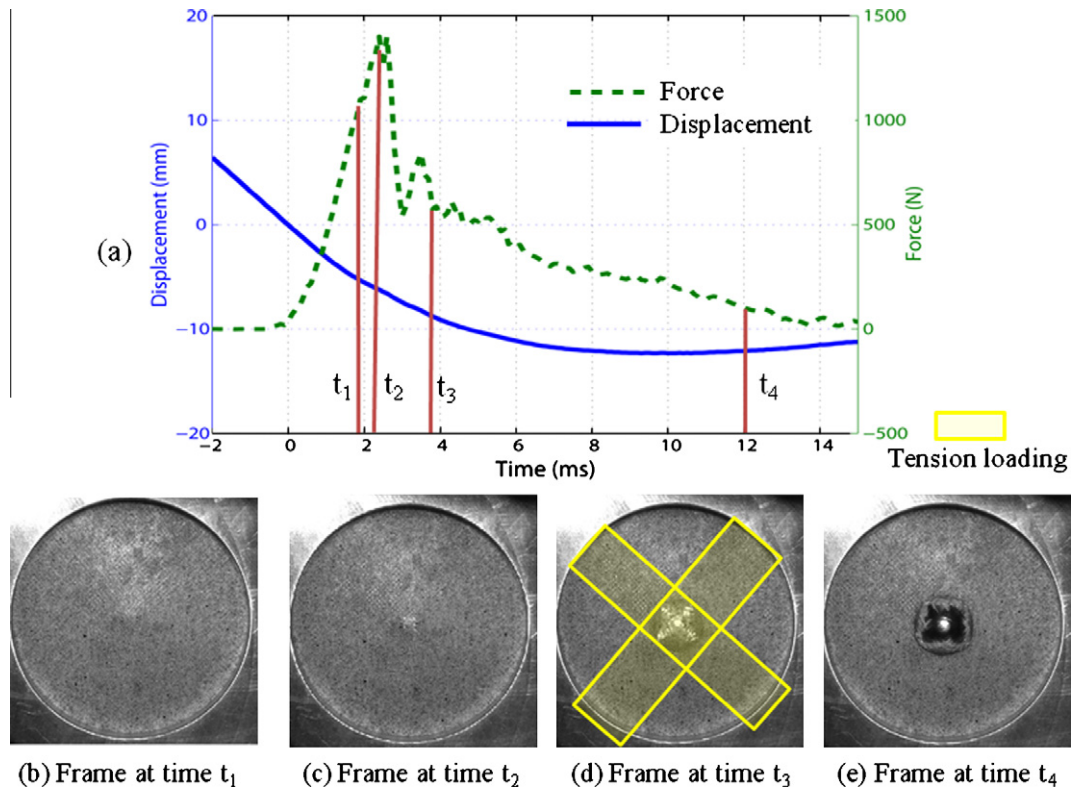 20
1500
Force
Displacement
10
1000
Displacement (mm)
Force (N)
(a)
0
500
−10
0
t1
t2
t3
t4
−20
−500
−2
0
2
4
6
8
10
12
14
Time (ms)
Tension loading
(b) Frame at time t1
(c) Frame at time t2
(d) Frame at time t3
(e) Frame at time t4